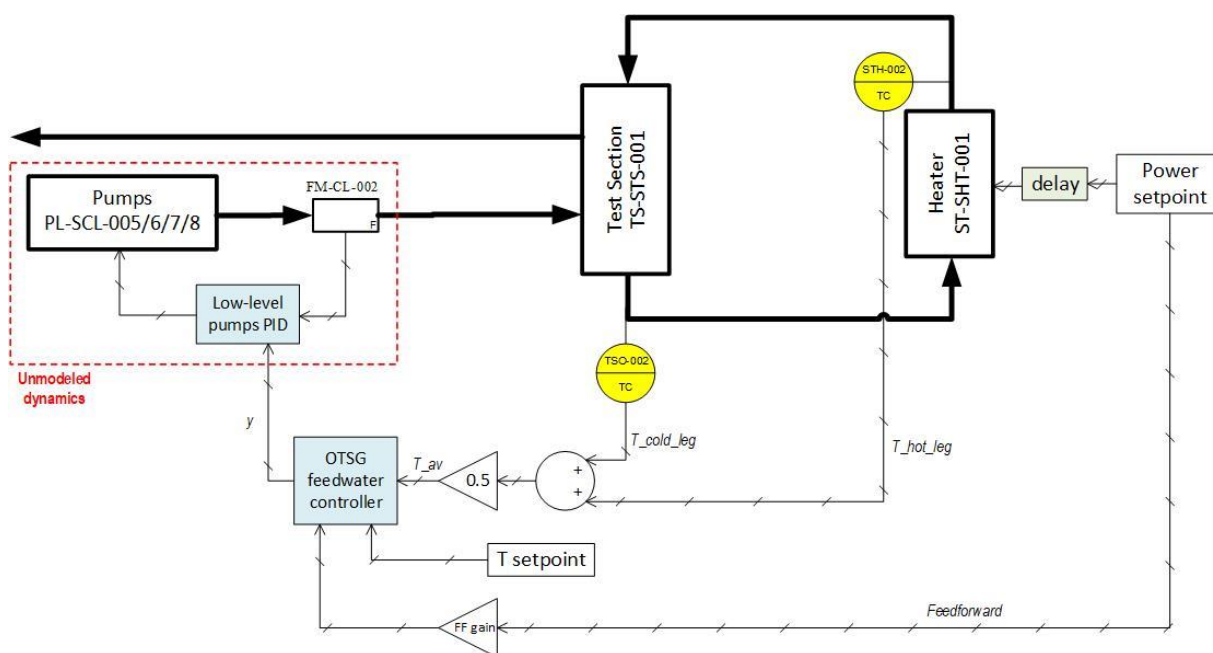 STH-002
TC
Test Section
TS-STS-001
Heater
ST-SHT-001
delay
Power
setpoint
Pumps
PL-SCL-005/6/7/8
FM-CL-002
F
Low-level
pumps PID
Unmodeled
dynamics
TSO-002
TC
y
T_cold_leg
T_hot_leg
OTSG
feedwater
controller
T_av
0.5
+
+
T setpoint
FF gain
Feedforward